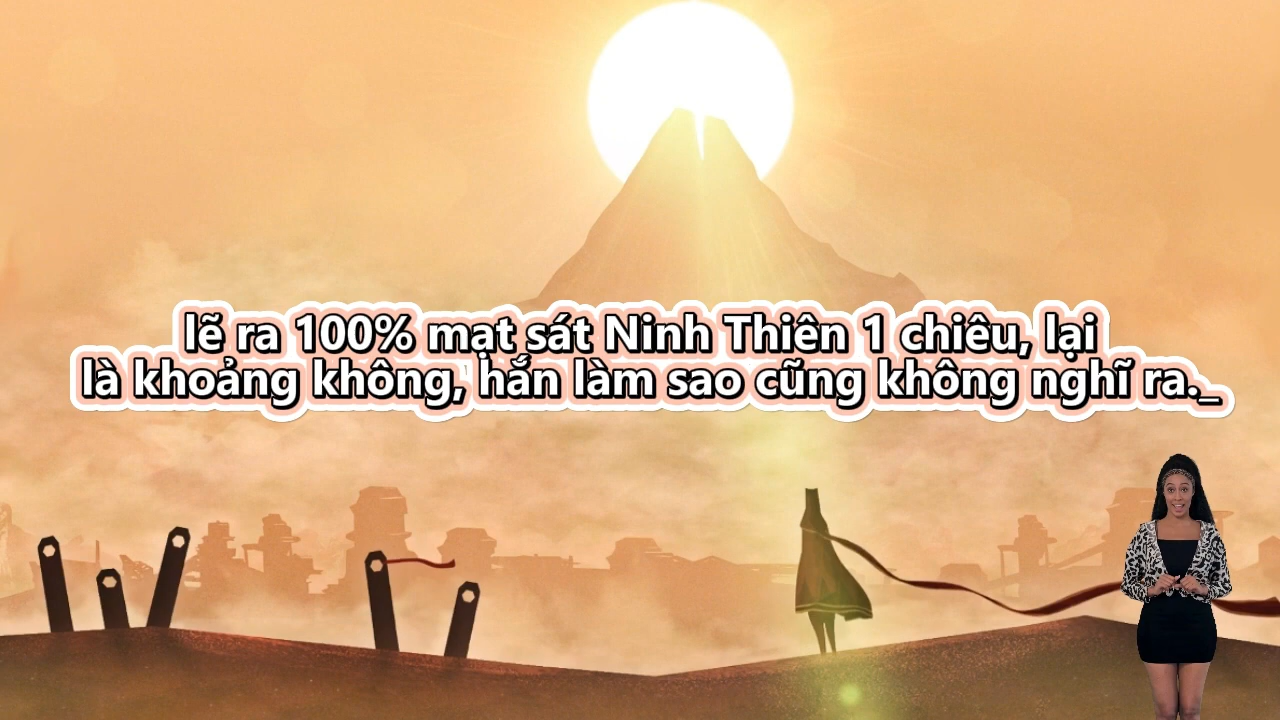 lẽ ra 100% mạt sát Ninh Thiên 1 chiêu, lại
là khoảng không, hắn làm sao cũng không nghĩ ra._